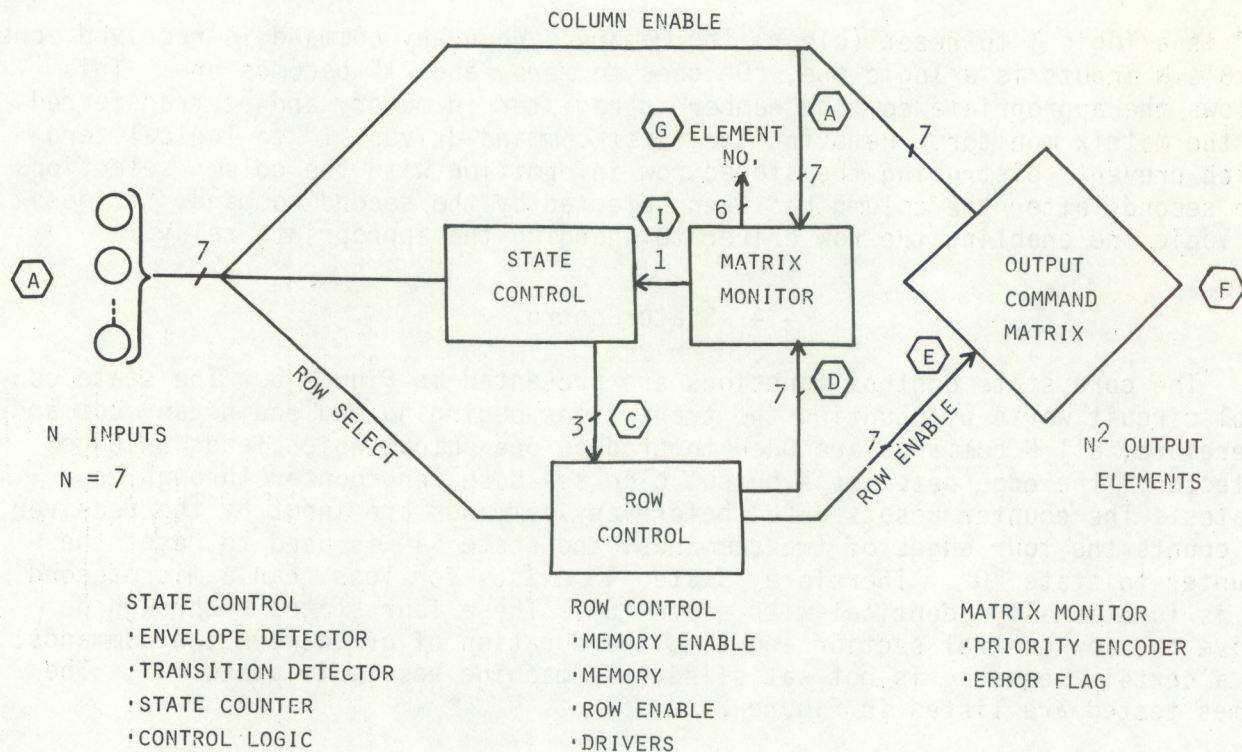 COLUMN ENABLE
A
G ELEMENT
NO.
7
7
6
I
1
A
7
STATE
CONTROL
MATRIX
MONITOR
OUTPUT
COMMAND
MATRIX
F
ROW SELECT
3
C
7
D
E
7
ROW ENABLE
N INPUTS
N = 7
ROW
CONTROL
N2 OUTPUT
ELEMENTS
STATE CONTROL
·ENVELOPE DETECTOR
·TRANSITION DETECTOR
·STATE COUNTER
·CONTROL LOGIC
ROW CONTROL
·MEMORY ENABLE
·MEMORY
·ROW ENABLE
·DRIVERS
MATRIX MONITOR
·PRIORITY ENCODER
·ERROR FLAG